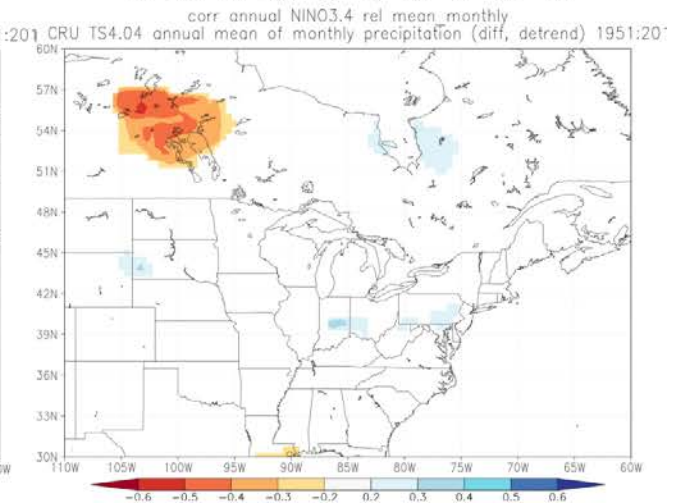 corr annual NINO3.4 rel mean monthly
:201 CRU TS4.04 annual mean of monthly precipitation (diff, detrend) 1951:201
60N
57N
54N
51N
48N
45N
42N
39N
36N
33N
30N
0W 110W 105W 100W 95W 90W 85W 80W 75W 70W 65W 60W
-0.6 -0.5 -0.4 -0.3 -0.2 0.2 0.3 0.4 0.5 0.6